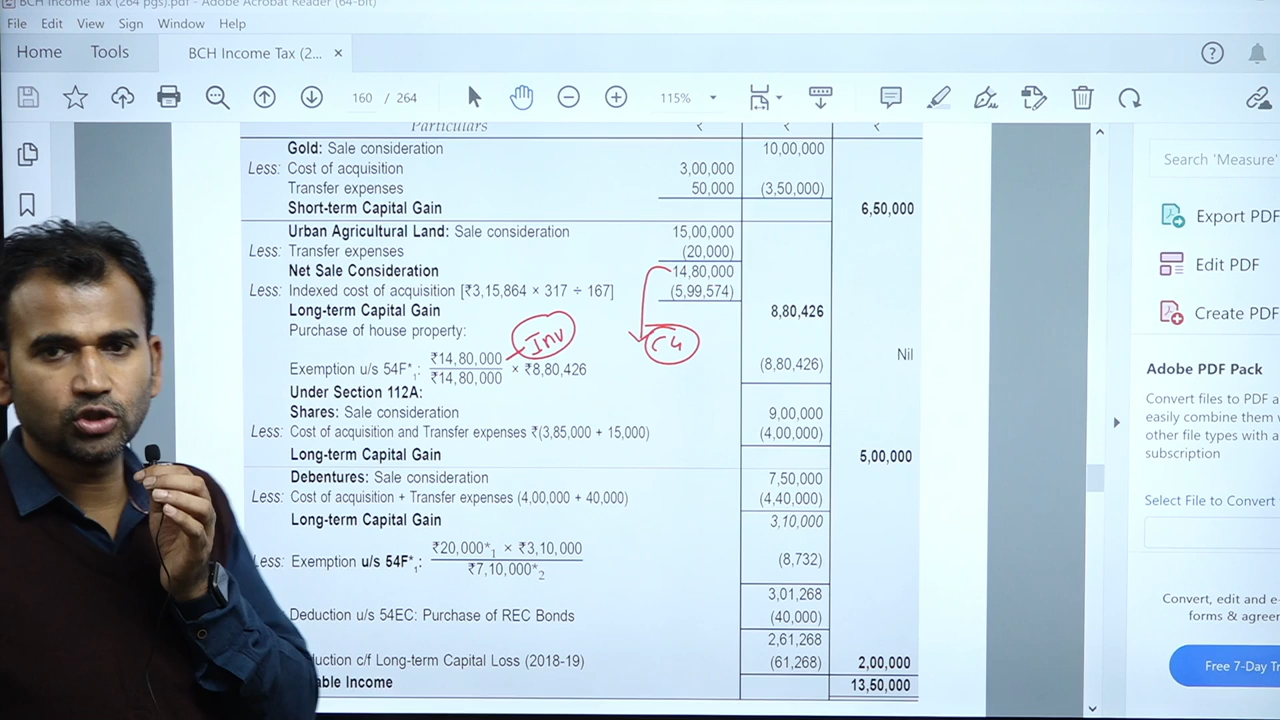 BCH Income Tax (264 pgs).pdf - Adobe Acrobat Reader (64-bit)
File Edit View Sign Window Help
Home Tools BCH Income Tax (2... ×
160 / 264 115%
Particulars ₹ ₹ ₹
Gold: Sale consideration 10,00,000
Less: Cost of acquisition 3,00,000
Transfer expenses 50,000 (3,50,000)
Short-term Capital Gain 6,50,000
Urban Agricultural Land: Sale consideration 15,00,000
Less: Transfer expenses (20,000)
Net Sale Consideration 14,80,000
Less: Indexed cost of acquisition [₹3,15,864 × 317 ÷ 167] (5,99,574)
Long-term Capital Gain 8,80,426
Purchase of house property:
Inv
Exemption u/s 54F*₁: ₹14,80,000 / ₹14,80,000 × ₹8,80,426 (8,80,426) Nil
Under Section 112A:
Shares: Sale consideration 9,00,000
Less: Cost of acquisition and Transfer expenses ₹(3,85,000 + 15,000) (4,00,000)
Long-term Capital Gain 5,00,000
Debentures: Sale consideration 7,50,000
Less: Cost of acquisition + Transfer expenses (4,00,000 + 40,000) (4,40,000)
Long-term Capital Gain 3,10,000
ess: Exemption u/s 54F*₁: ₹20,000*₁ × ₹3,10,000 / ₹7,10,000*₂ (8,732)
3,01,268
Deduction u/s 54EC: Purchase of REC Bonds (40,000)
2,61,268
uction c/f Long-term Capital Loss (2018-19) (61,268) 2,00,000
able Income 13,50,000
Search 'Measure'
Export PDF
Edit PDF
Create PDF
Adobe PDF Pack
Convert files to PDF a
easily combine them w
other file types with a
subscription
Select File to Convert
Convert, edit and e-
forms & agreem
Free 7-Day Tr